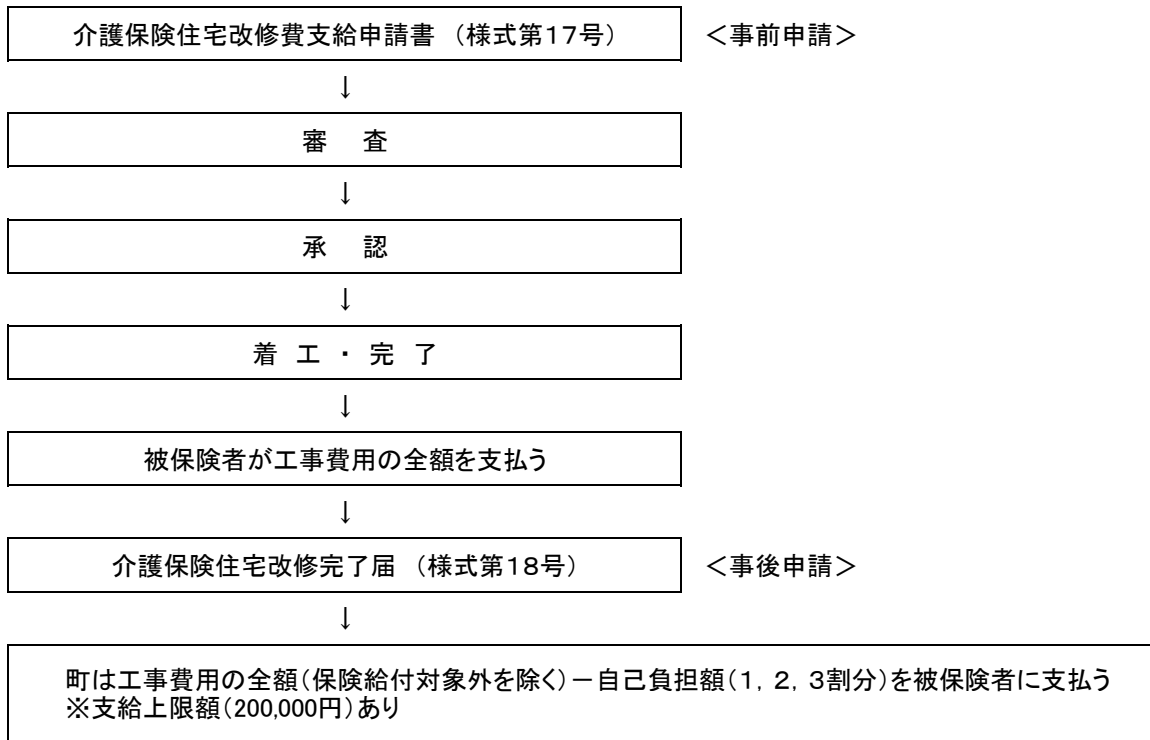 介護保険住宅改修費支給申請書 （様式第17号） ＜事前申請＞
↓
審 査
↓
承 認
↓
着 工 ・ 完 了
↓
被保険者が工事費用の全額を支払う
↓
介護保険住宅改修完了届 （様式第18号） ＜事後申請＞
↓
町は工事費用の全額（保険給付対象外を除く）－自己負担額（１，２，３割分）を被保険者に支払う
※支給上限額（200,000円）あり